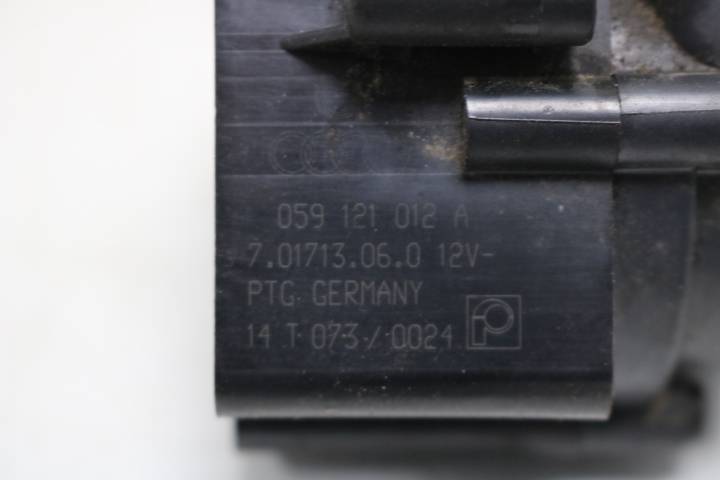 059 121 012 A
7.01713.06.0 12V-
PTG GERMANY
14 T 073/0024